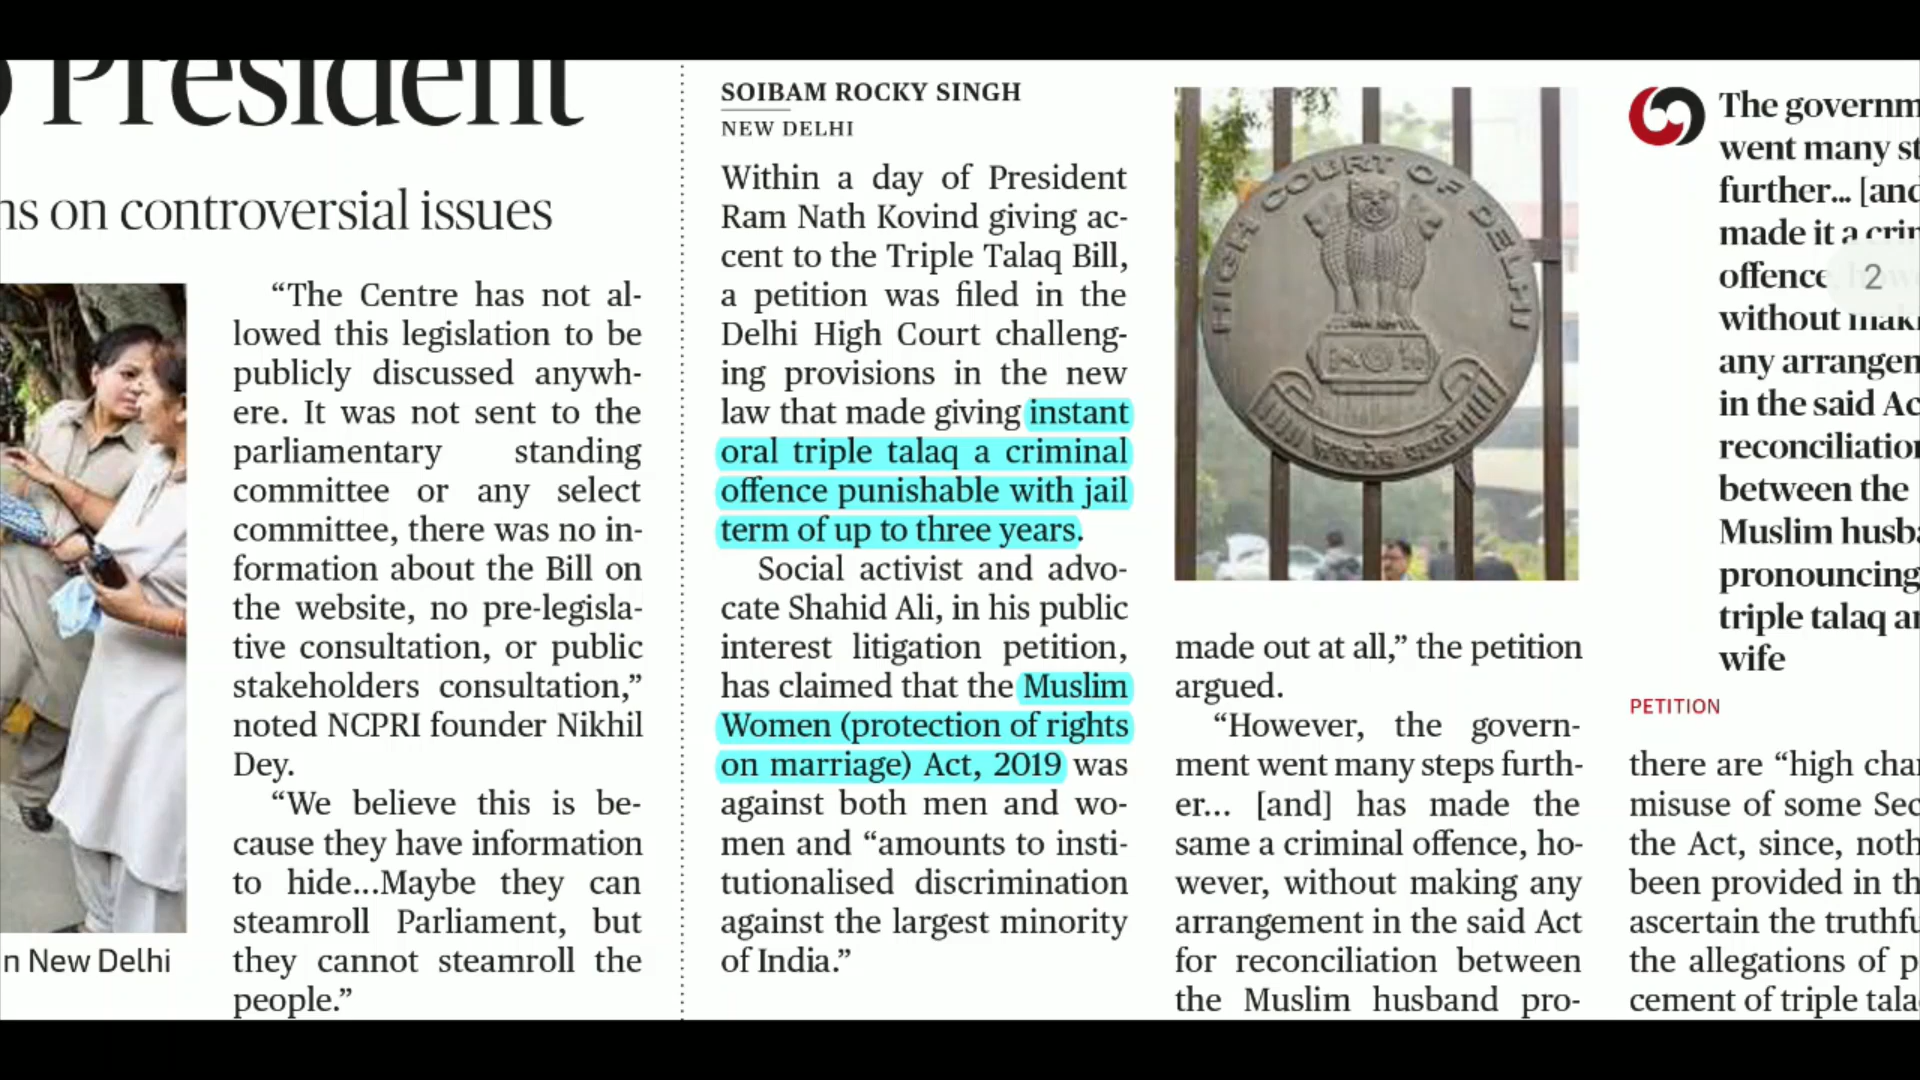 President
ns on controversial issues
“The Centre has not al-
lowed this legislation to be
publicly discussed anywh-
ere. It was not sent to the
parliamentary standing
committee or any select
committee, there was no in-
formation about the Bill on
the website, no pre-legisla-
tive consultation, or public
stakeholders consultation,”
noted NCPRI founder Nikhil
Dey.
“We believe this is be-
cause they have information
to hide...Maybe they can
steamroll Parliament, but
they cannot steamroll the
people.”
n New Delhi
SOIBAM ROCKY SINGH
NEW DELHI
Within a day of President
Ram Nath Kovind giving ac-
cent to the Triple Talaq Bill,
a petition was filed in the
Delhi High Court challeng-
ing provisions in the new
law that made giving instant
oral triple talaq a criminal
offence punishable with jail
term of up to three years.
Social activist and advo-
cate Shahid Ali, in his public
interest litigation petition,
has claimed that the Muslim
Women (protection of rights
on marriage) Act, 2019 was
against both men and wo-
men and “amounts to insti-
tutionalised discrimination
against the largest minority
of India.”
HIGH COURT OF DELHI
made out at all,” the petition
argued.
“However, the govern-
ment went many steps furth-
er... [and] has made the
same a criminal offence, ho-
wever, without making any
arrangement in the said Act
for reconciliation between
the Muslim husband pro-
The governm
went many st
further... [and
made it a crim
offence
2
without maki
any arrangem
in the said Ac
reconciliation
between the
Muslim husba
pronouncing
triple talaq an
wife
PETITION
there are “high chan
misuse of some Sec
the Act, since, noth
been provided in th
ascertain the truthfu
the allegations of p
cement of triple tala